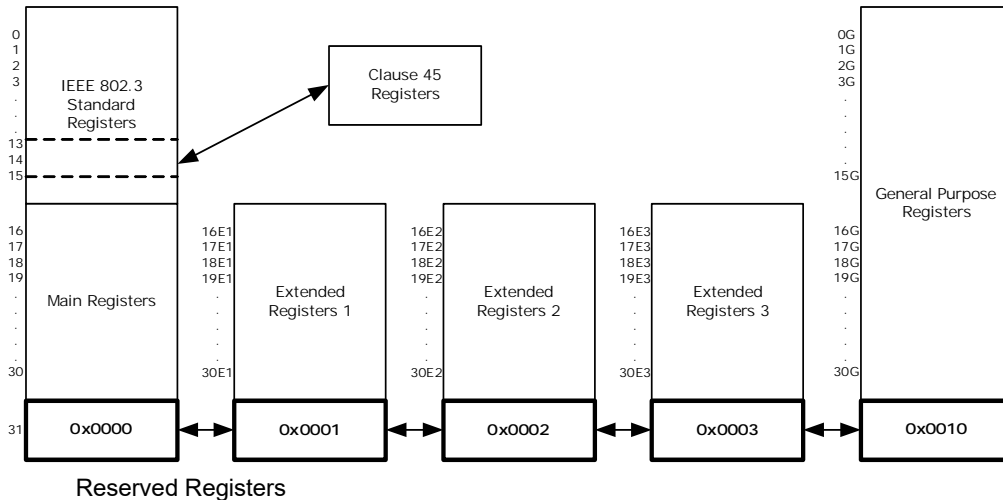 0
1
2
3
.
.
.
13
14
15
IEEE 802.3
Standard
Registers
Clause 45
Registers
0G
1G
2G
3G
.
.
.
.
15G
General Purpose
Registers
16
17
18
19
.
.
.
.
.
30
Main Registers
16E1
17E1
18E1
19E1
.
.
.
.
.
30E1
Extended
Registers 1
16E2
17E2
18E2
19E2
.
.
.
.
.
30E2
Extended
Registers 2
16E3
17E3
18E3
19E3
.
.
.
.
.
30E3
Extended
Registers 3
16G
17G
18G
19G
.
.
.
.
.
30G
31
0x0000
0x0001
0x0002
0x0003
0x0010
Reserved Registers